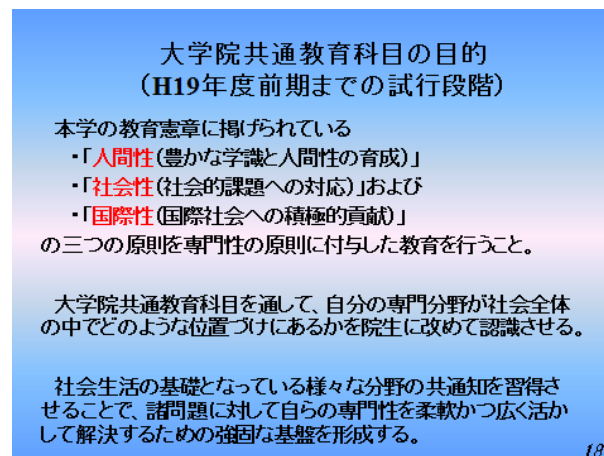 大学院共通教育科目の目的
(H19年度前期までの試行段階)
本学の教育憲章に掲げられている
・「人間性(豊かな学識と人間性の育成)」
・「社会性(社会的課題への対応)」および
・「国際性(国際社会への積極的貢献)」
の三つの原則を専門性の原則に付与した教育を行うこと。
大学院共通教育科目を通して、自分の専門分野が社会全体
の中でどのような位置づけにあるかを院生に改めて認識させる。
社会生活の基礎となっている様々な分野の共通知を習得さ
せることで、諸問題に対して自らの専門性を柔軟かつ広く活か
して解決するための強固な基盤を形成する。
18